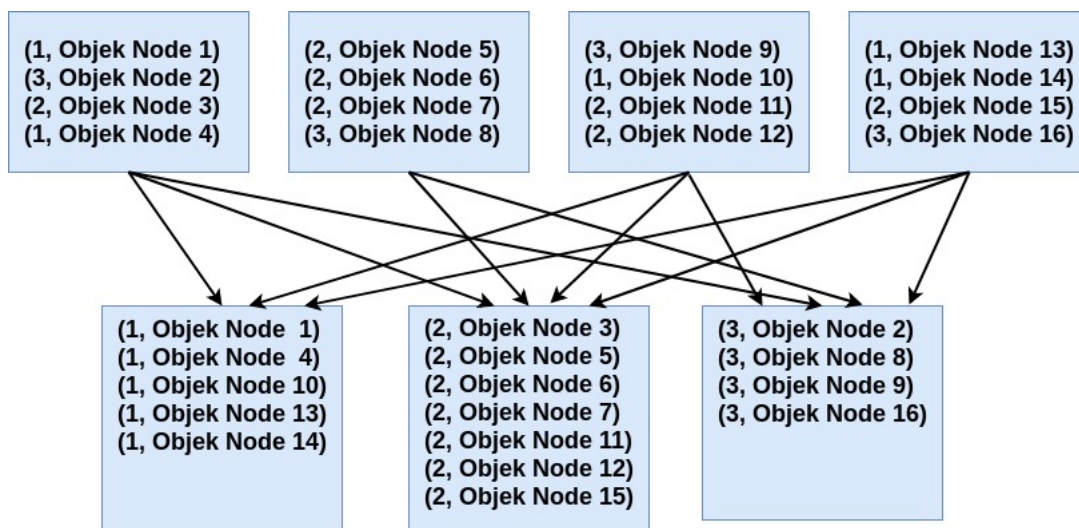 (1, Objek Node 1)
(3, Objek Node 2)
(2, Objek Node 3)
(1, Objek Node 4)
(2, Objek Node 5)
(2, Objek Node 6)
(2, Objek Node 7)
(3, Objek Node 8)
(3, Objek Node 9)
(1, Objek Node 10)
(2, Objek Node 11)
(2, Objek Node 12)
(1, Objek Node 13)
(1, Objek Node 14)
(2, Objek Node 15)
(3, Objek Node 16)
(1, Objek Node  1)
(1, Objek Node  4)
(1, Objek Node 10)
(1, Objek Node 13)
(1, Objek Node 14)
(2, Objek Node 3)
(2, Objek Node 5)
(2, Objek Node 6)
(2, Objek Node 7)
(2, Objek Node 11)
(2, Objek Node 12)
(2, Objek Node 15)
(3, Objek Node 2)
(3, Objek Node 8)
(3, Objek Node 9)
(3, Objek Node 16)